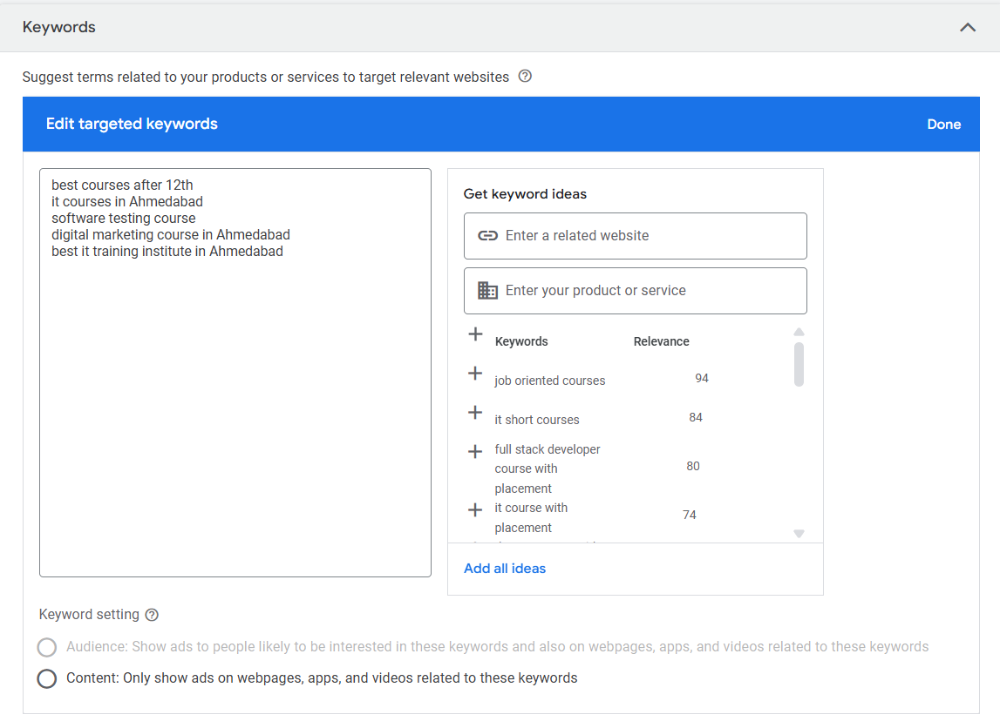 Keywords
Suggest terms related to your products or services to target relevant websites
Edit targeted keywords
Done
best courses after 12th
it courses in Ahmedabad
software testing course
digital marketing course in Ahmedabad
best it training institute in Ahmedabad
Get keyword ideas
Enter a related website
Enter your product or service
Keywords Relevance
job oriented courses 94
it short courses 84
full stack developer
course with
placement
80
it course with
placement
74
Add all ideas
Keyword setting
Audience: Show ads to people likely to be interested in these keywords and also on webpages, apps, and videos related to these keywords
Content: Only show ads on webpages, apps, and videos related to these keywords